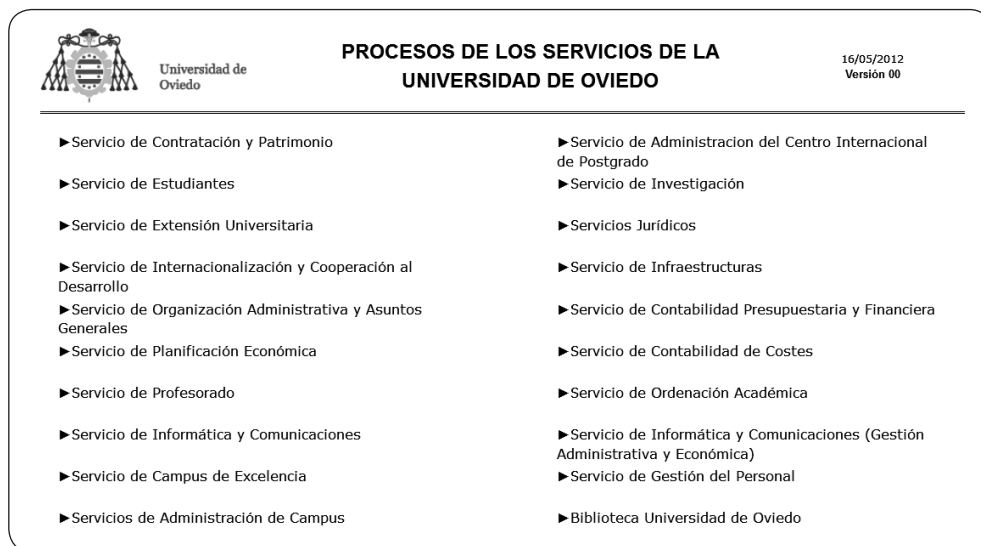 Universidad de
Oviedo
PROCESOS DE LOS SERVICIOS DE LA
UNIVERSIDAD DE OVIEDO
16/05/2012
Versión 00
►Servicio de Contratación y Patrimonio
►Servicio de Estudiantes
►Servicio de Extensión Universitaria
►Servicio de Internacionalización y Cooperación al
Desarrollo
►Servicio de Organización Administrativa y Asuntos
Generales
►Servicio de Planificación Económica
►Servicio de Profesorado
►Servicio de Informática y Comunicaciones
►Servicio de Campus de Excelencia
►Servicios de Administración de Campus
►Servicio de Administracion del Centro Internacional
de Postgrado
►Servicio de Investigación
►Servicios Jurídicos
►Servicio de Infraestructuras
►Servicio de Contabilidad Presupuestaria y Financiera
►Servicio de Contabilidad de Costes
►Servicio de Ordenación Académica
►Servicio de Informática y Comunicaciones (Gestión
Administrativa y Económica)
►Servicio de Gestión del Personal
►Biblioteca Universidad de Oviedo